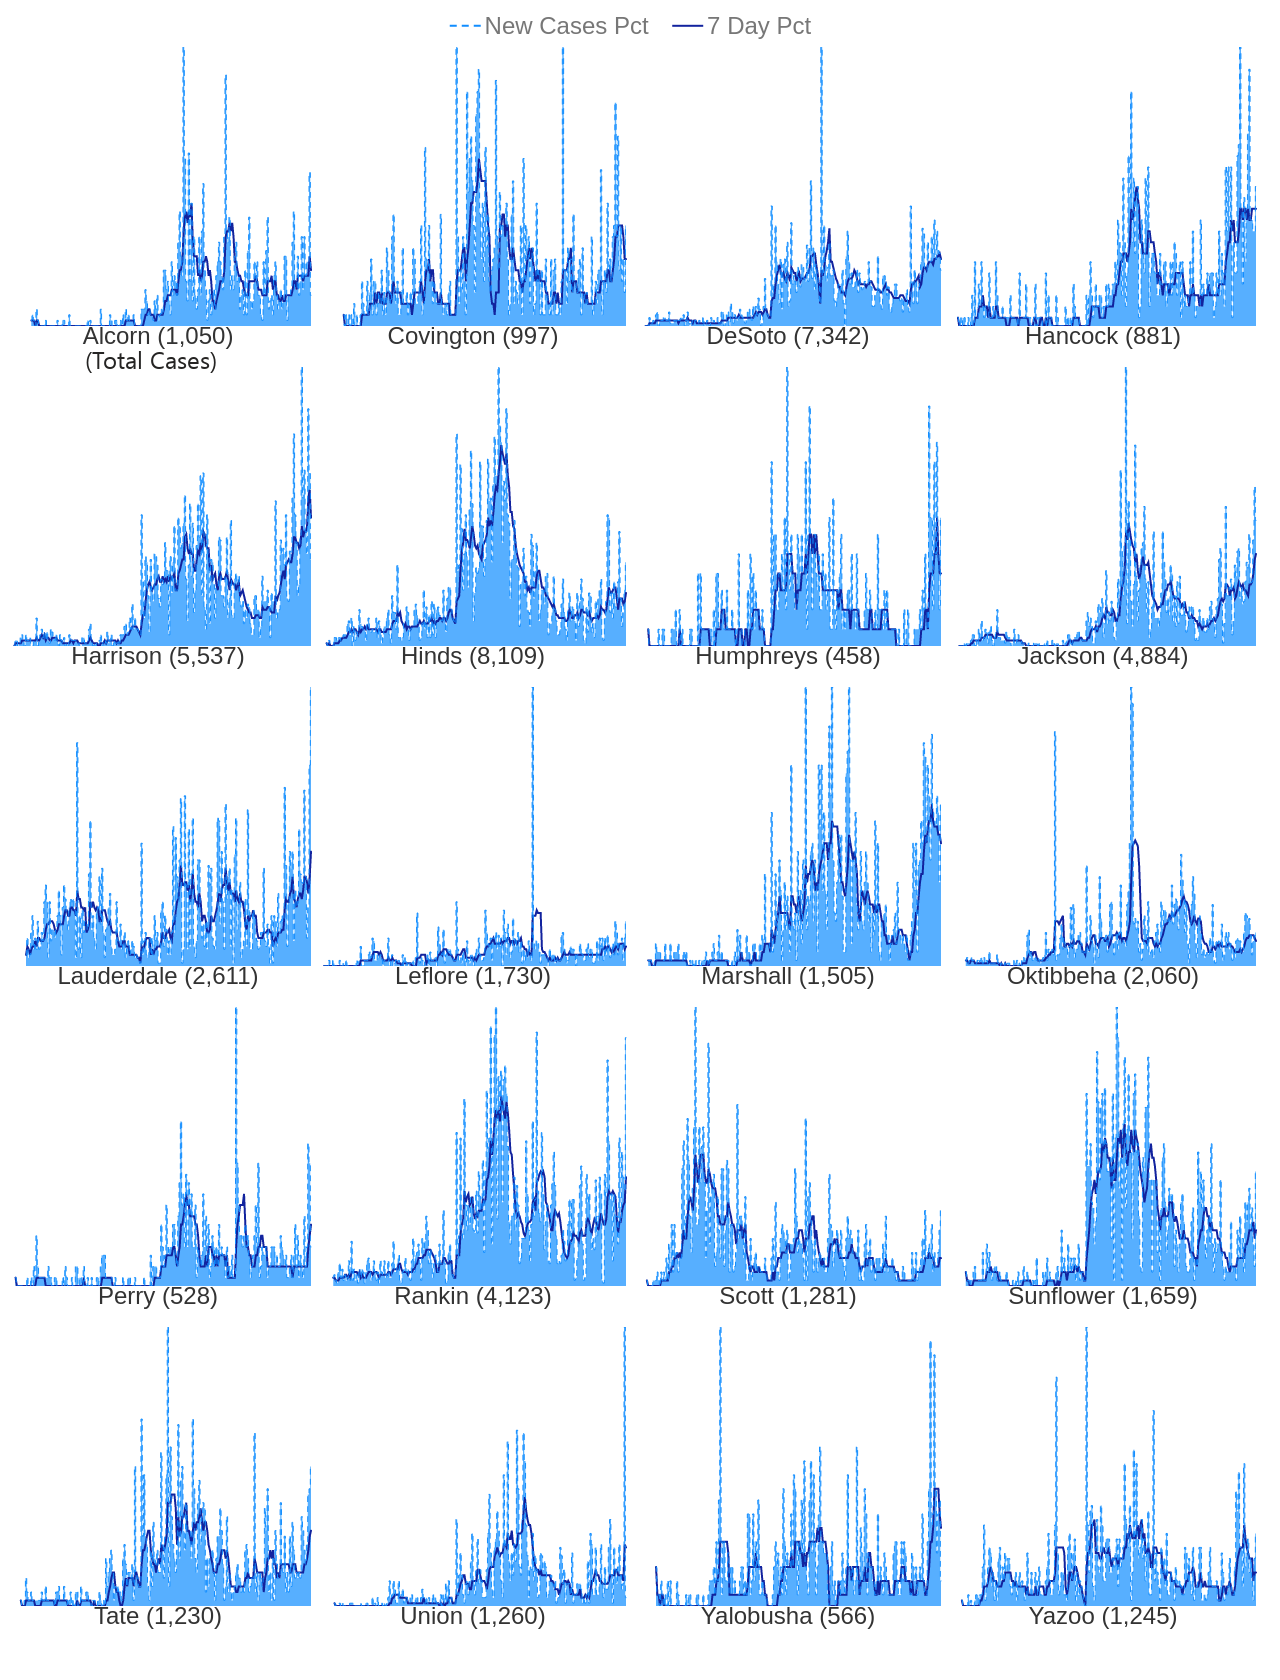 New Cases Pct 7 Day Pct
Alcorn (1,050) Covington (997) DeSoto (7,342) Hancock (881)
(Total Cases)
Harrison (5,537) Hinds (8,109) Humphreys (458) Jackson (4,884)
Lauderdale (2,611) Leflore (1,730) Marshall (1,505) Oktibbeha (2,060)
Perry (528) Rankin (4,123) Scott (1,281) Sunflower (1,659)
Tate (1,230) Union (1,260) Yalobusha (566) Yazoo (1,245)